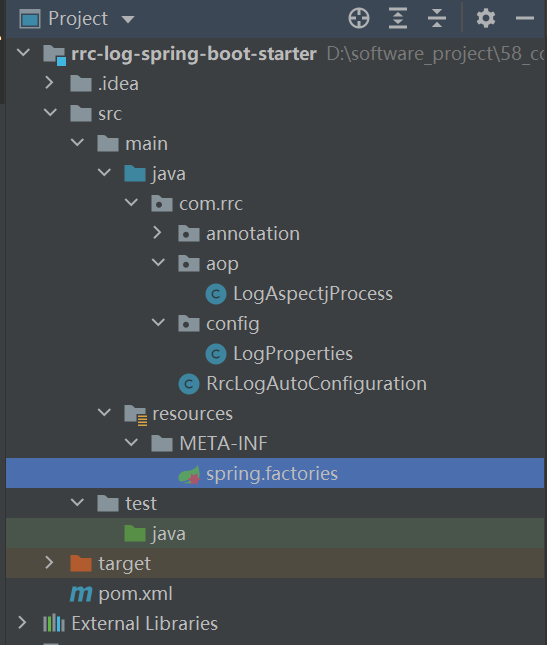 Project
rrc-log-spring-boot-starter D:\software_project\58_co
.idea
src
main
java
com.rrc
annotation
aop
LogAspectjProcess
config
LogProperties
RrcLogAutoConfiguration
resources
META-INF
spring.factories
test
java
target
pom.xml
External Libraries